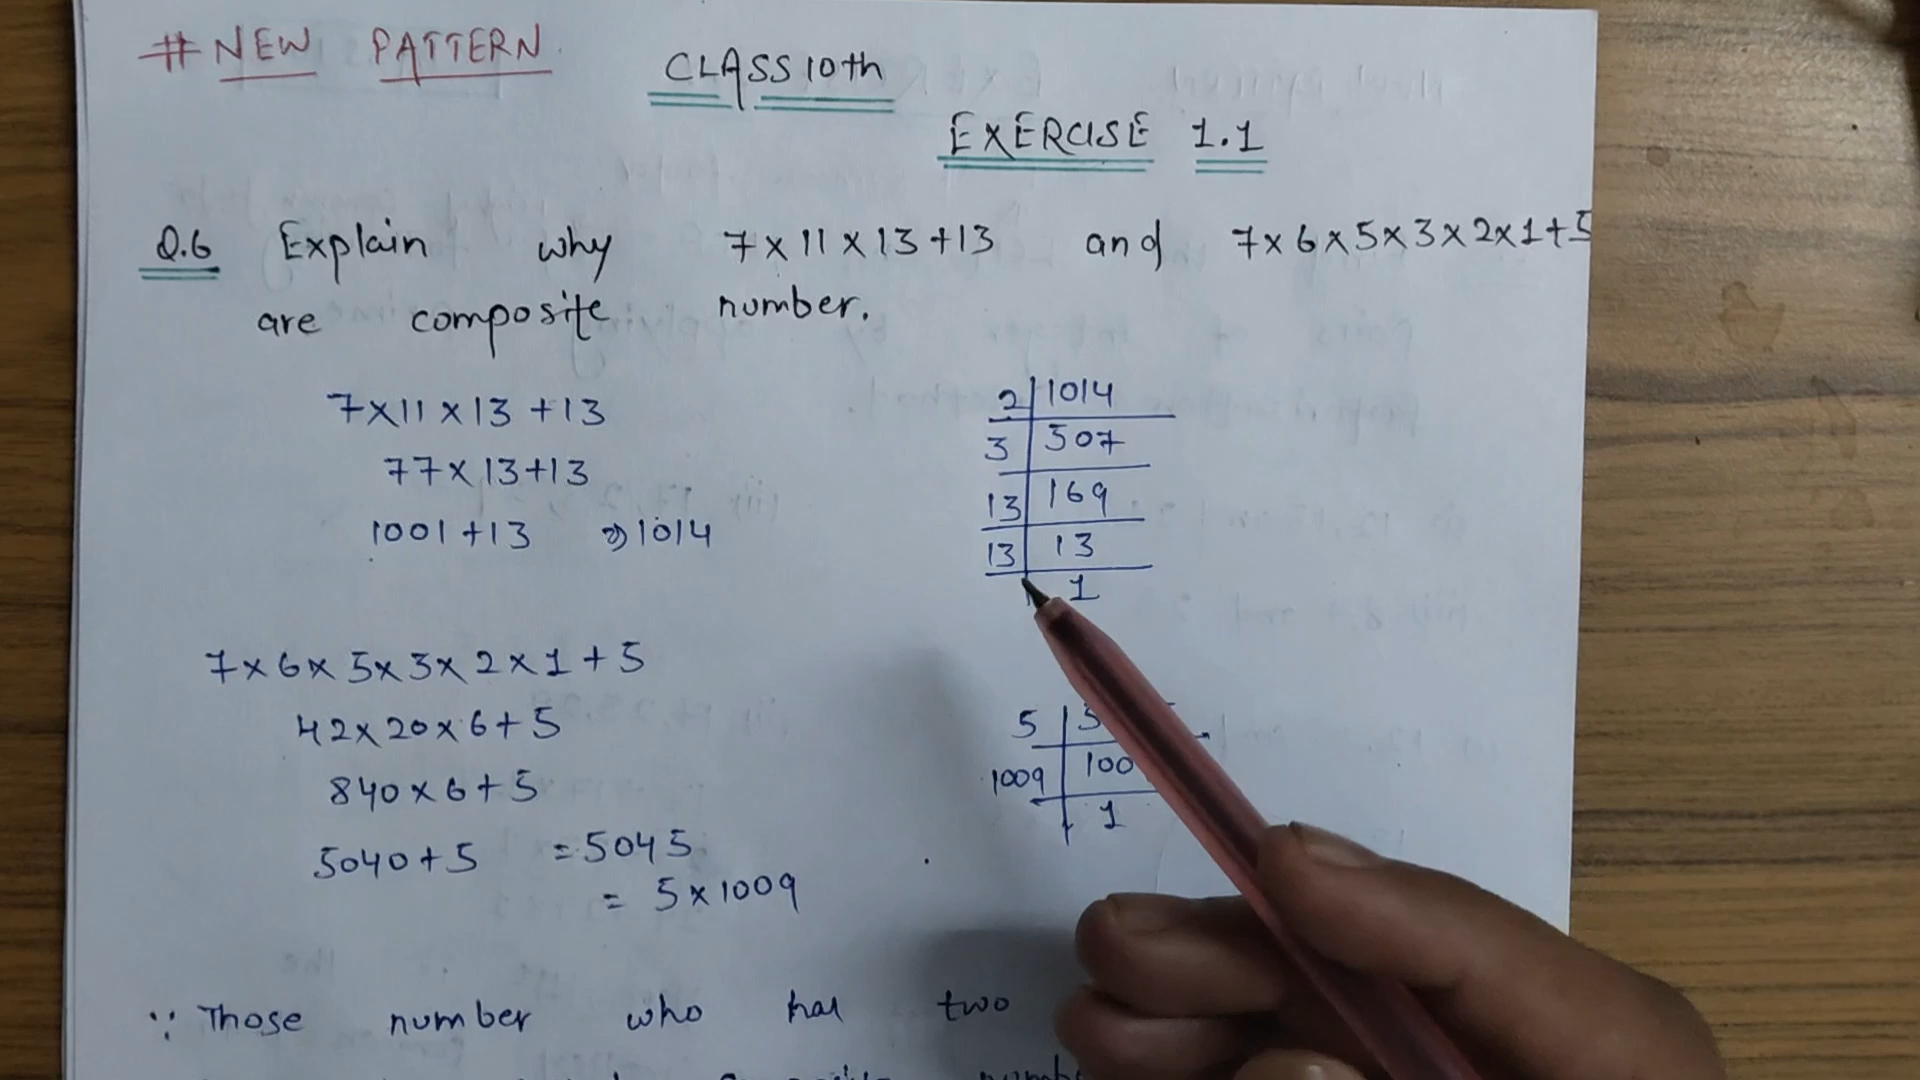 # NEW PATTERN
CLASS 10th
EXERCISE 1.1
Q.6 Explain why 7×11×13+13 and 7×6×5×3×2×1+5
are composite number.
7×11×13+13
77×13+13
1001+13 ⇒1014
2|1014
3|507
13|169
13|13
1
7×6×5×3×2×1+5
42×20×6+5
840×6+5
5040+5 =5045
= 5×1009
5|5
1009|100
1
∵ Those number who has two